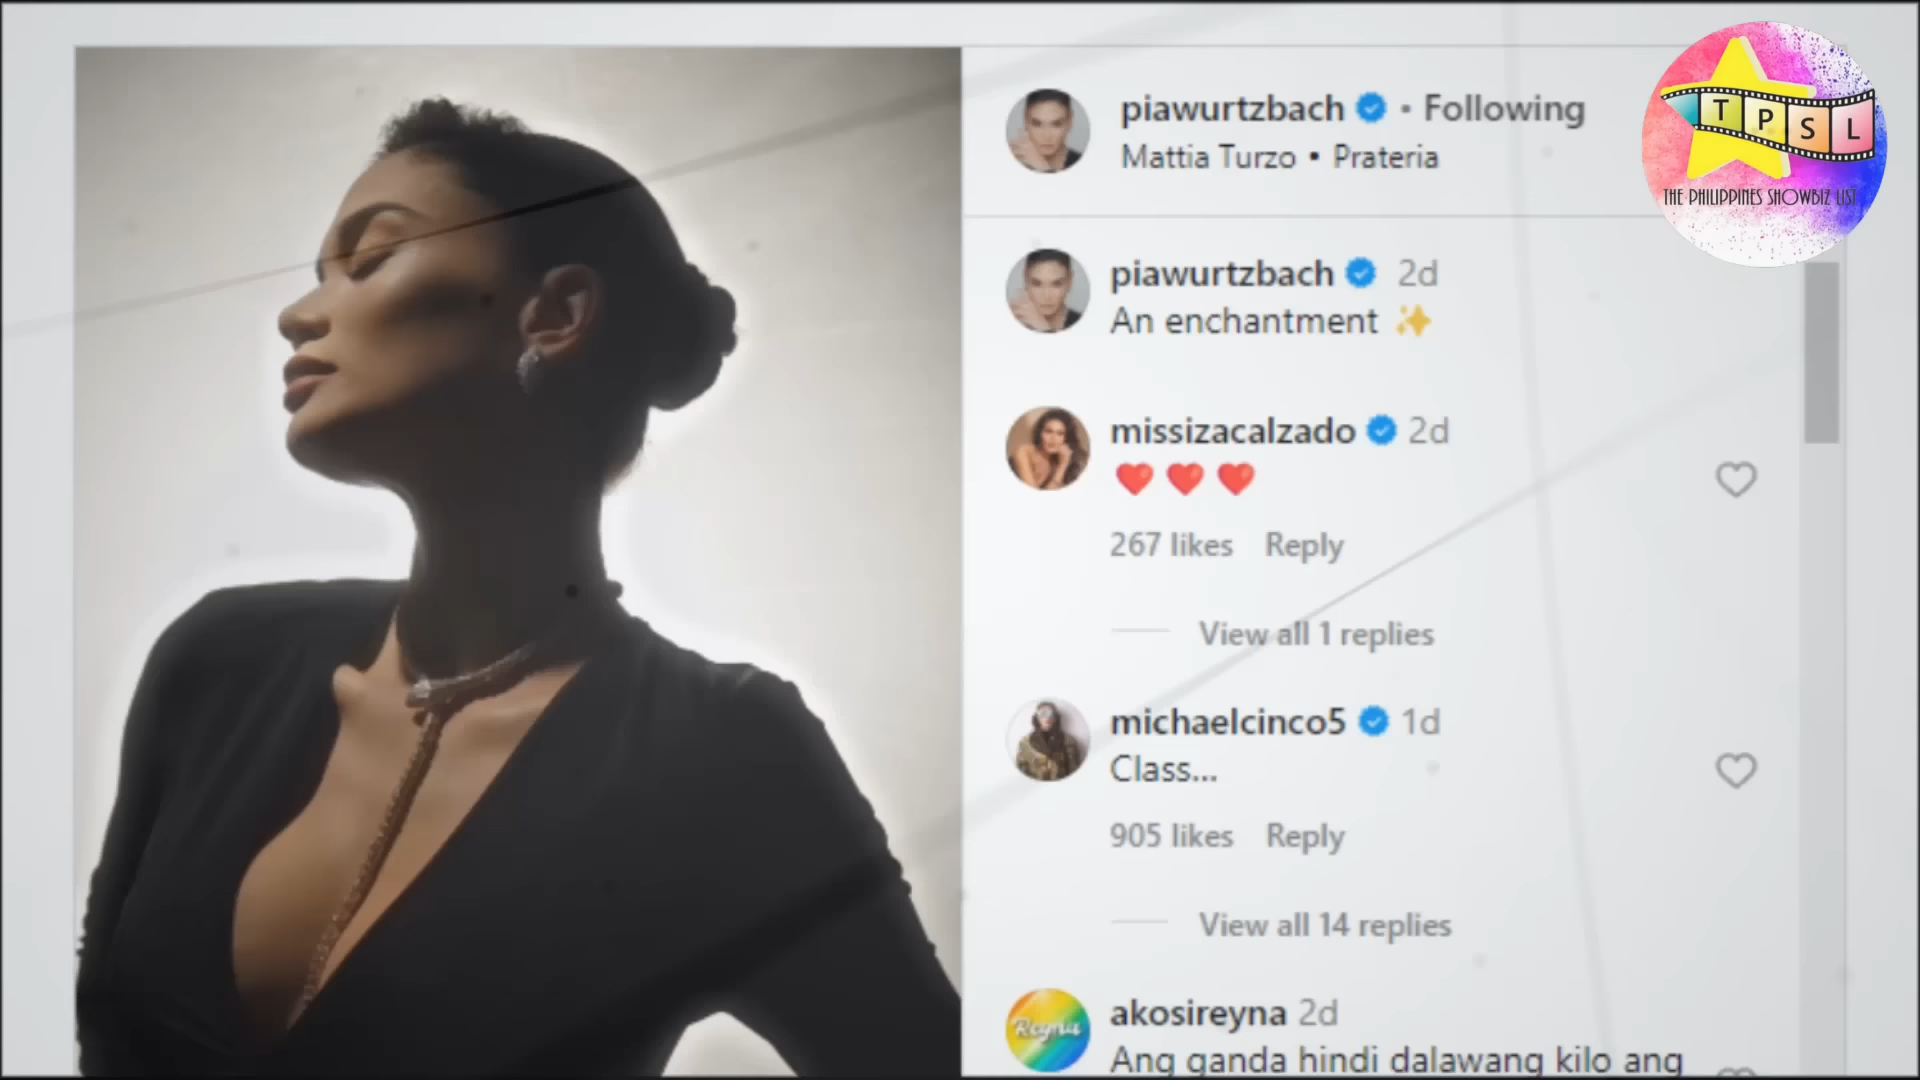 piawurtzbach • Following
Mattia Turzo • Prateria
piawurtzbach 2d
An enchantment ✨
missizacalzado 2d
❤️❤️❤️
267 likes Reply
View all 1 replies
michaelcinco5 1d
Class...
905 likes Reply
View all 14 replies
Reyna
akosireyna 2d
Ang ganda hindi dalawang kilo ang
T P S L
THE PHILIPPINES SHOWBIZ LIST